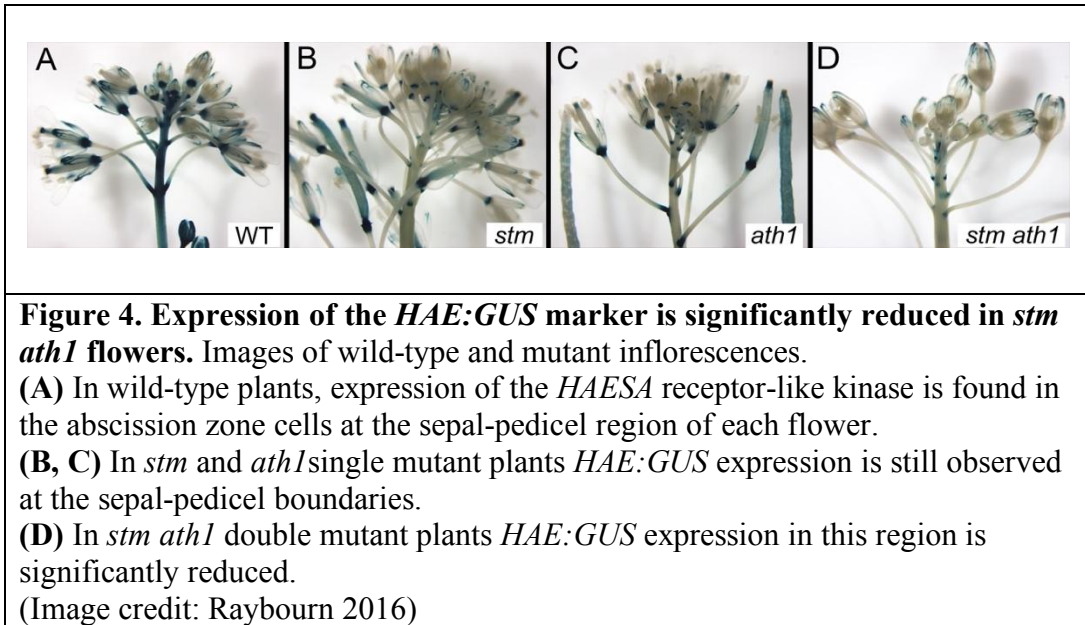 A
B
C
D
WT
stm
ath1
stm ath1
Figure 4. Expression of the HAE:GUS marker is significantly reduced in stm
ath1 flowers. Images of wild-type and mutant inflorescences.
(A) In wild-type plants, expression of the HAESA receptor-like kinase is found in
the abscission zone cells at the sepal-pedicel region of each flower.
(B, C) In stm and ath1single mutant plants HAE:GUS expression is still observed
at the sepal-pedicel boundaries.
(D) In stm ath1 double mutant plants HAE:GUS expression in this region is
significantly reduced.
(Image credit: Raybourn 2016)